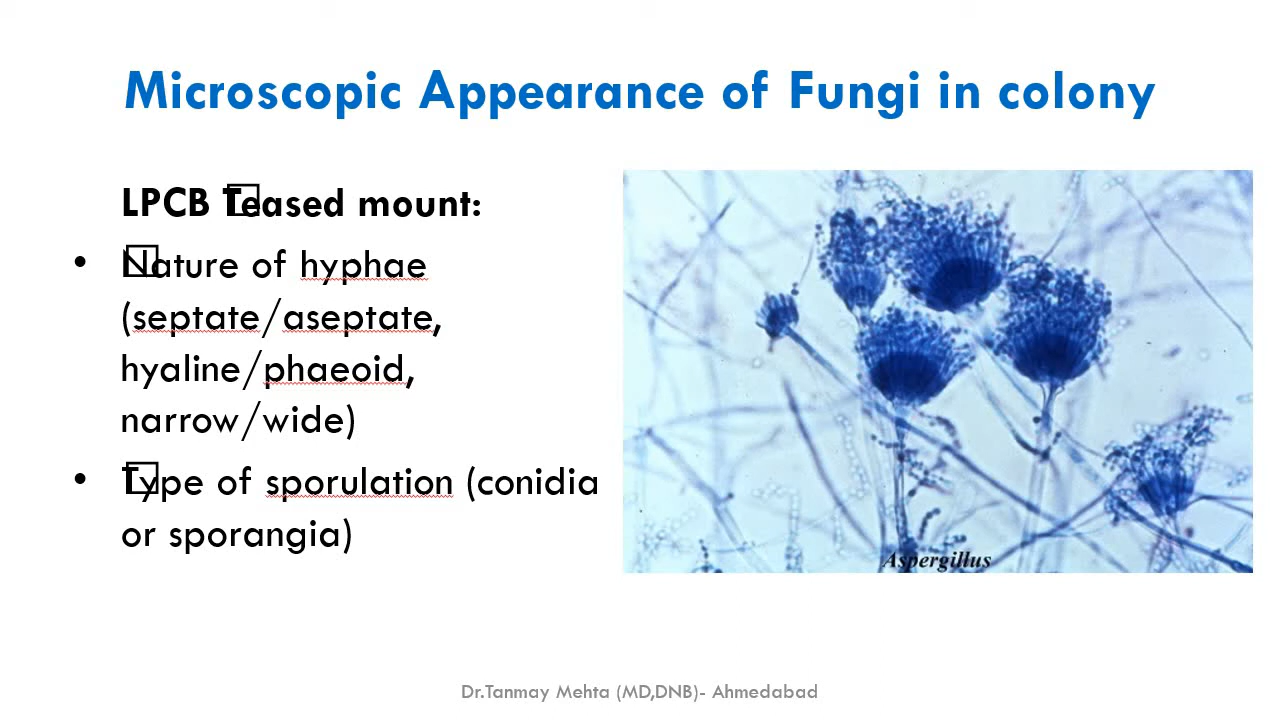 Microscopic Appearance of Fungi in colony
LPCB Teased mount:
• Nature of hyphae
(septate/aseptate,
hyaline/phaeoid,
narrow/wide)
• Type of sporulation (conidia
or sporangia)
Aspergillus
Dr.Tanmay Mehta (MD,DNB)- Ahmedabad